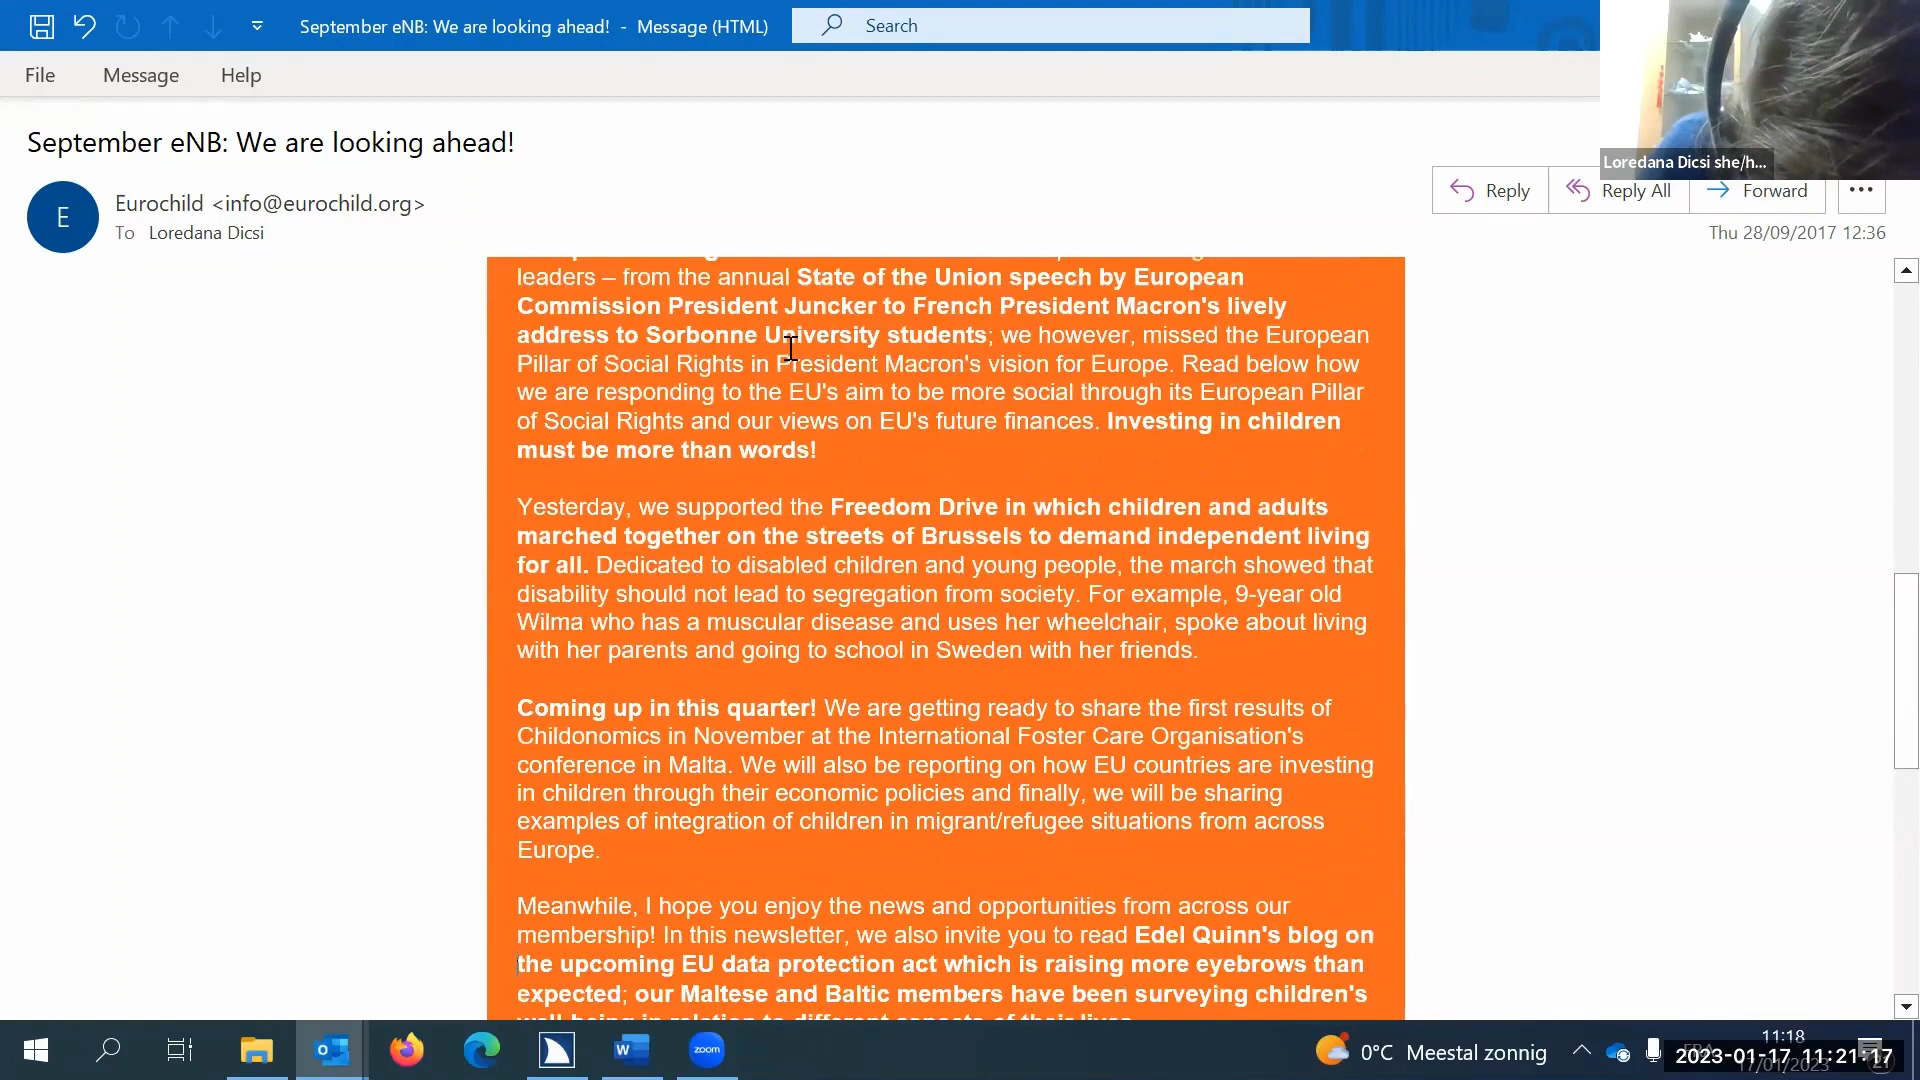 September eNB: We are looking ahead! - Message (HTML)
Search
File Message Help
September eNB: We are looking ahead!
Loredana Dicsi she/h...
E
Eurochild <info@eurochild.org>
To Loredana Dicsi
Reply Reply All Forward
Thu 28/09/2017 12:36
leaders – from the annual State of the Union speech by European
Commission President Juncker to French President Macron's lively
address to Sorbonne University students; we however, missed the European
Pillar of Social Rights in President Macron's vision for Europe. Read below how
we are responding to the EU's aim to be more social through its European Pillar
of Social Rights and our views on EU's future finances. Investing in children
must be more than words!
Yesterday, we supported the Freedom Drive in which children and adults
marched together on the streets of Brussels to demand independent living
for all. Dedicated to disabled children and young people, the march showed that
disability should not lead to segregation from society. For example, 9-year old
Wilma who has a muscular disease and uses her wheelchair, spoke about living
with her parents and going to school in Sweden with her friends.
Coming up in this quarter! We are getting ready to share the first results of
Childonomics in November at the International Foster Care Organisation's
conference in Malta. We will also be reporting on how EU countries are investing
in children through their economic policies and finally, we will be sharing
examples of integration of children in migrant/refugee situations from across
Europe.
Meanwhile, I hope you enjoy the news and opportunities from across our
membership! In this newsletter, we also invite you to read Edel Quinn's blog on
the upcoming EU data protection act which is raising more eyebrows than
expected; our Maltese and Baltic members have been surveying children's
well-being in relation to different aspects of their lives
W
zoom
0°C Meestal zonnig
11:18
2023-01-17 11:21:17
17/01/2023